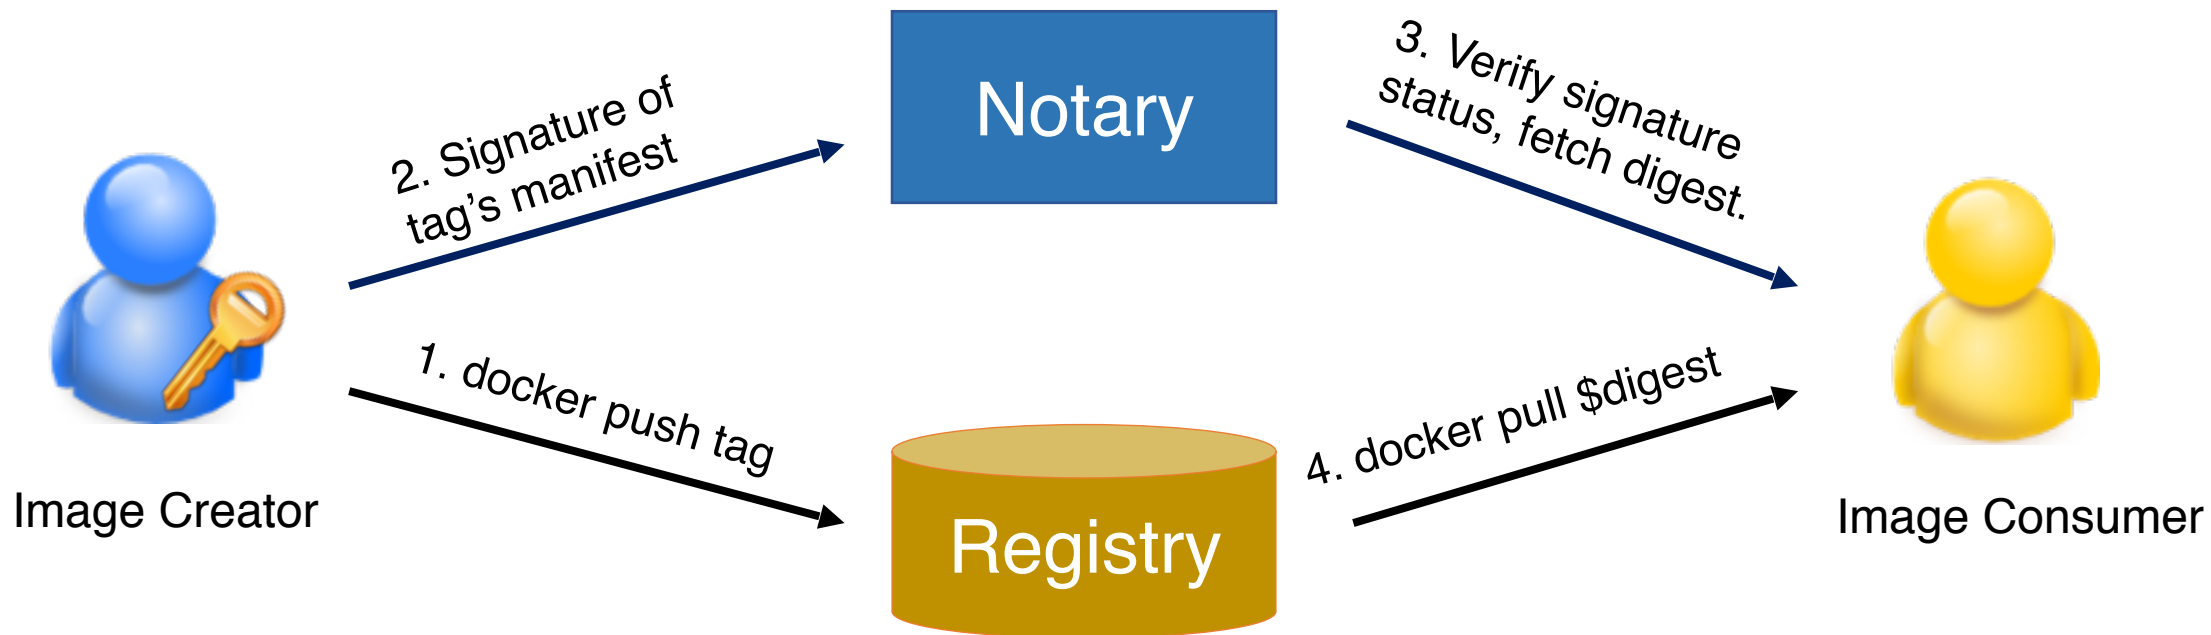 2. Signature of
tag’s manifest
Notary
3. Verify signature
status, fetch digest.
1. docker push tag
Registry
4. docker pull $digest
Image Creator
Image Consumer